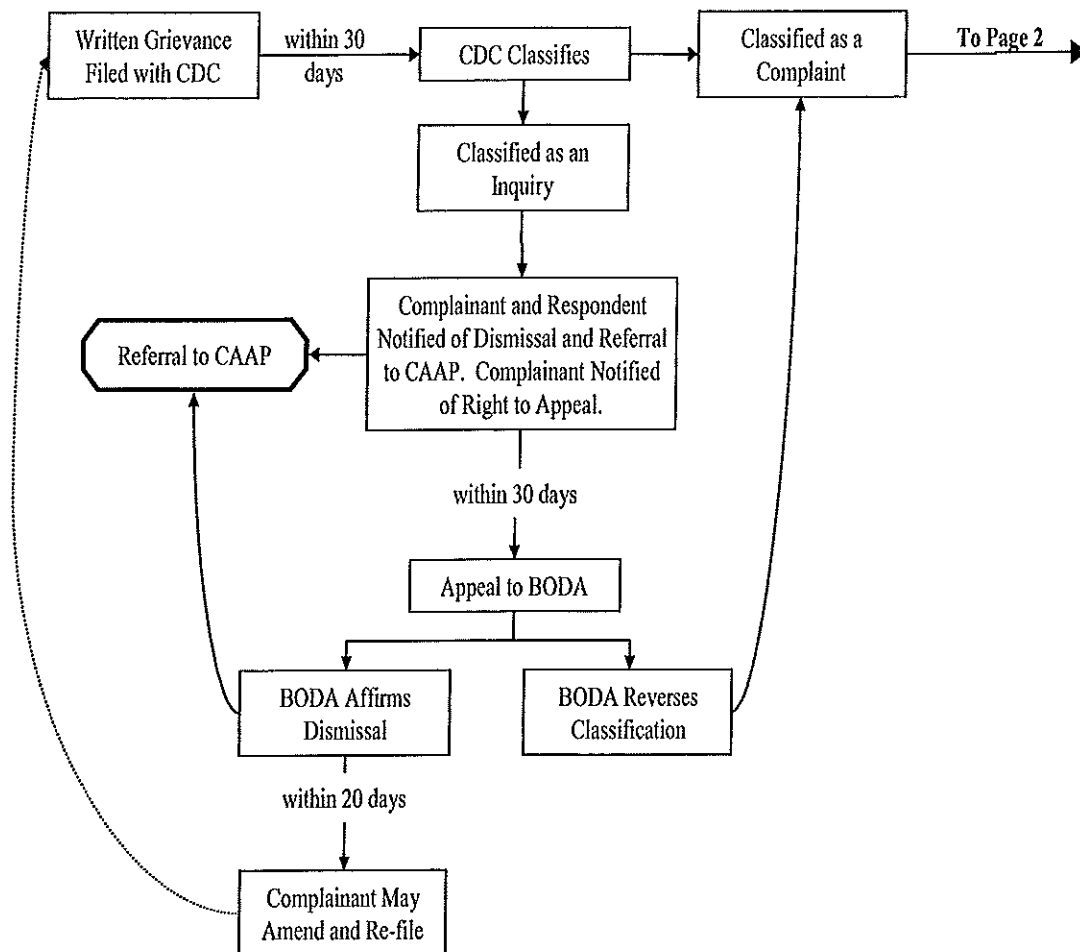 Written Grievance
Filed with CDC
within 30
days
CDC Classifies
Classified as a
Complaint
To Page 2
Classified as an
Inquiry
Complainant and Respondent
Notified of Dismissal and Referral
to CAAP.  Complainant Notified
of Right to Appeal.
Referral to CAAP
within 30 days
Appeal to BODA
BODA Affirms
Dismissal
BODA Reverses
Classification
within 20 days
Complainant May
Amend and Re-file